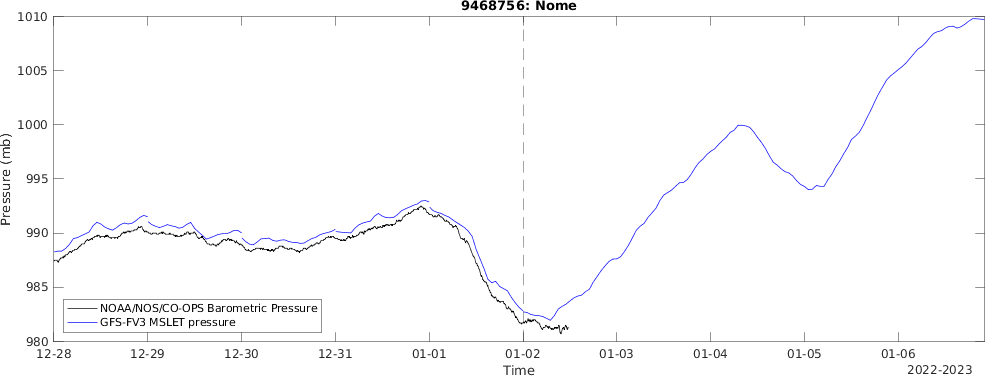 9468756: Nome
1010
1005
1000
995
990
985
980
Pressure (mb)
NOAA/NOS/CO-OPS Barometric Pressure
GFS-FV3 MSLET pressure
12-28 12-29 12-30 12-31 01-01 01-02 01-03 01-04 01-05 01-06
Time
2022-2023